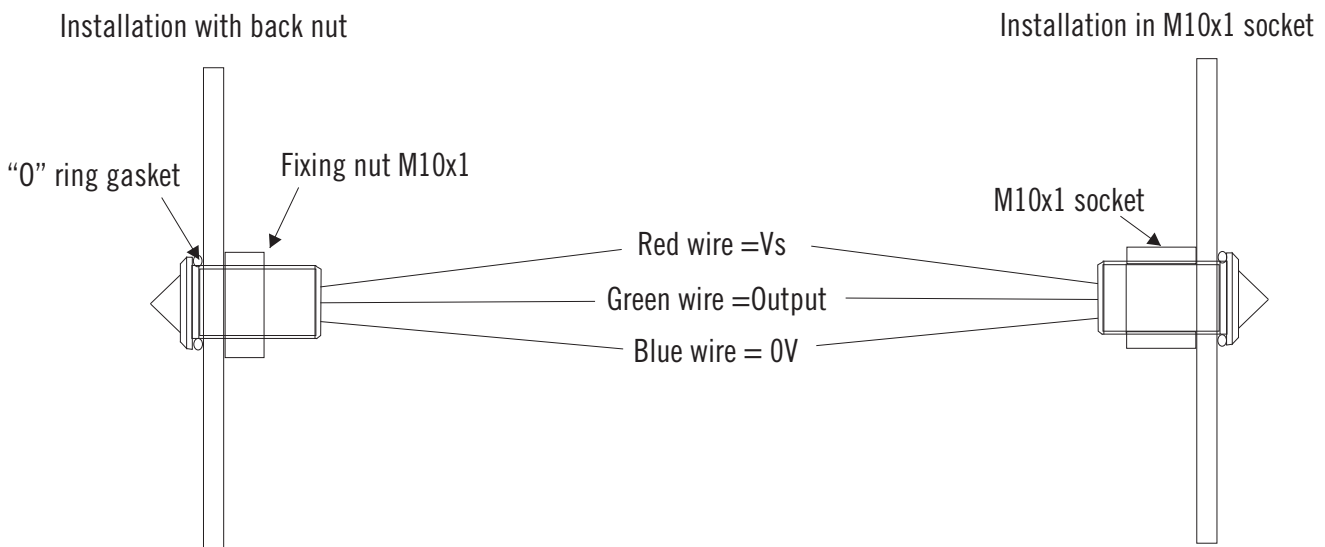 Installation with back nut
Installation in M10x1 socket
“O” ring gasket
Fixing nut M10x1
M10x1 socket
Red wire =Vs
Green wire =Output
Blue wire = 0V